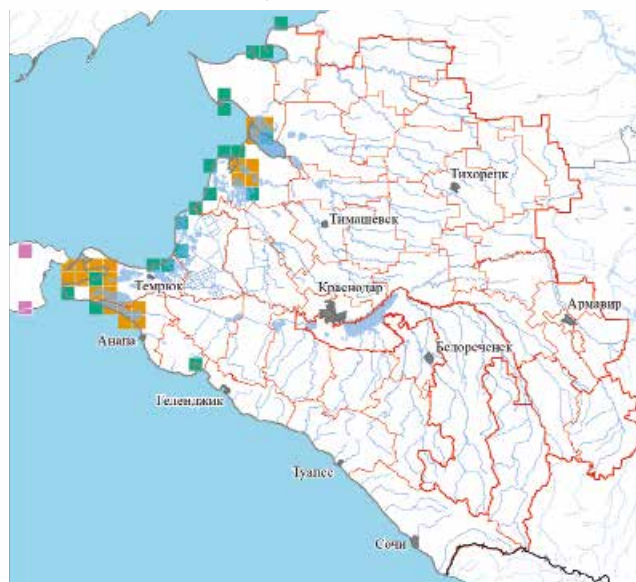 Тихорецк
Тимашевск
Темрюк
Краснодар
Армавир
Анапа
Белореченск
Геленджик
Туапсе
Сочи